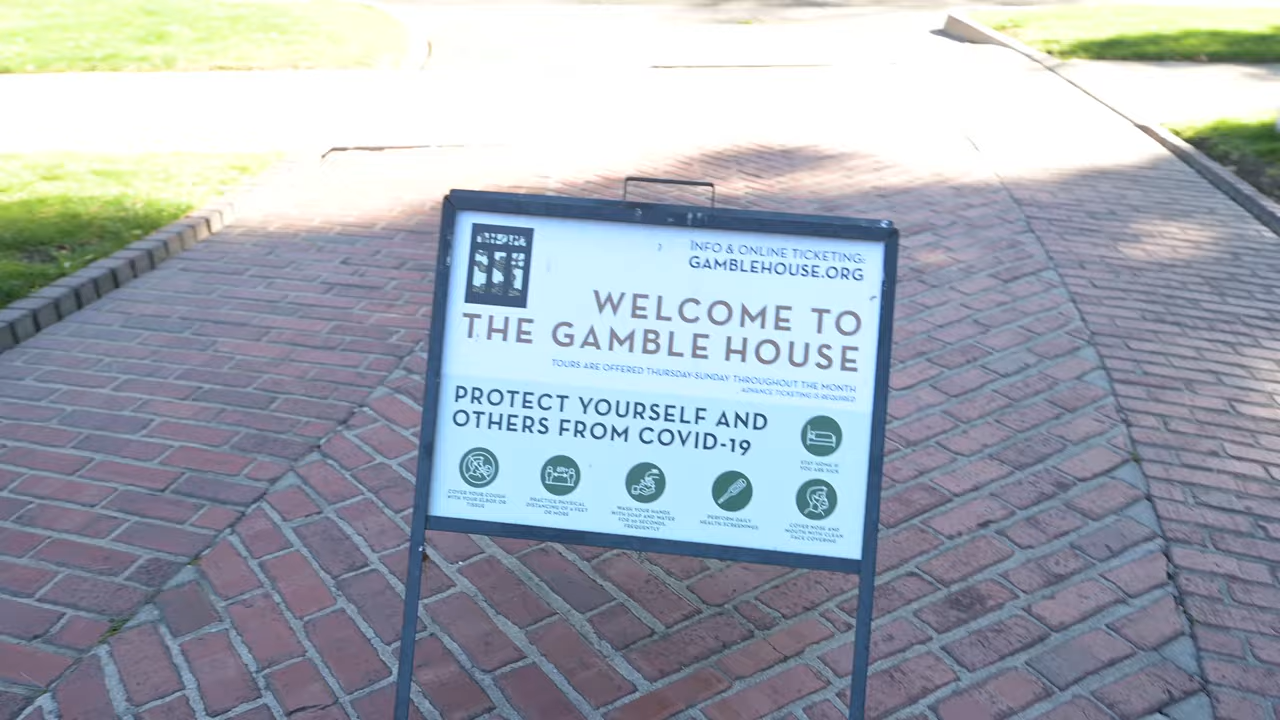 INFO & ONLINE TICKETING:
GAMBLEHOUSE.ORG
WELCOME TO
THE GAMBLE HOUSE
TOURS ARE OFFERED THURSDAY-SUNDAY THROUGHOUT THE MONTH
ADVANCE TICKETING IS REQUIRED
PROTECT YOURSELF AND
OTHERS FROM COVID-19
STAY HOME IF
YOU ARE SICK
COVER YOUR COUGH
WITH YOUR ELBOW OR
TISSUE
PRACTICE PHYSICAL
DISTANCING OF 6 FEET
OR MORE
WASH YOUR HANDS
WITH SOAP AND WATER
FOR 20 SECONDS,
FREQUENTLY
PERFORM DAILY
HEALTH SCREENINGS
COVER NOSE AND
MOUTH WITH CLEAN
FACE COVERING